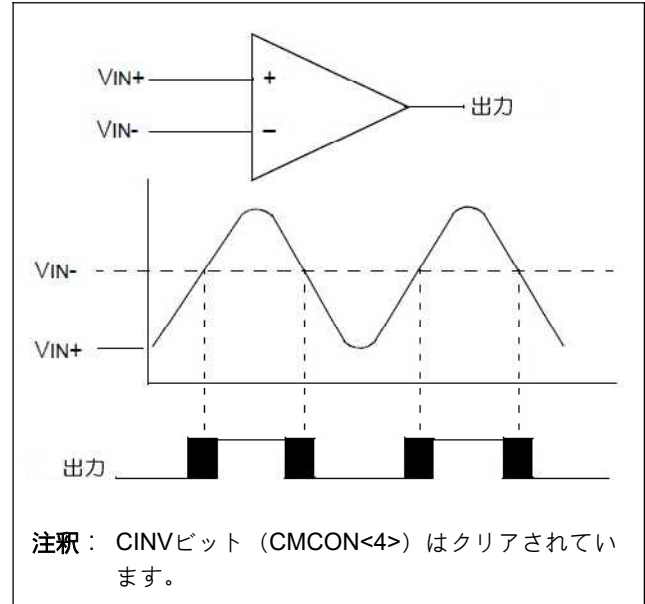 VIN+
+
出力
VIN-
−
VIN-
VIN+
出力
注釈： CINVビット（CMCON<4>）はクリアされてい
ます。